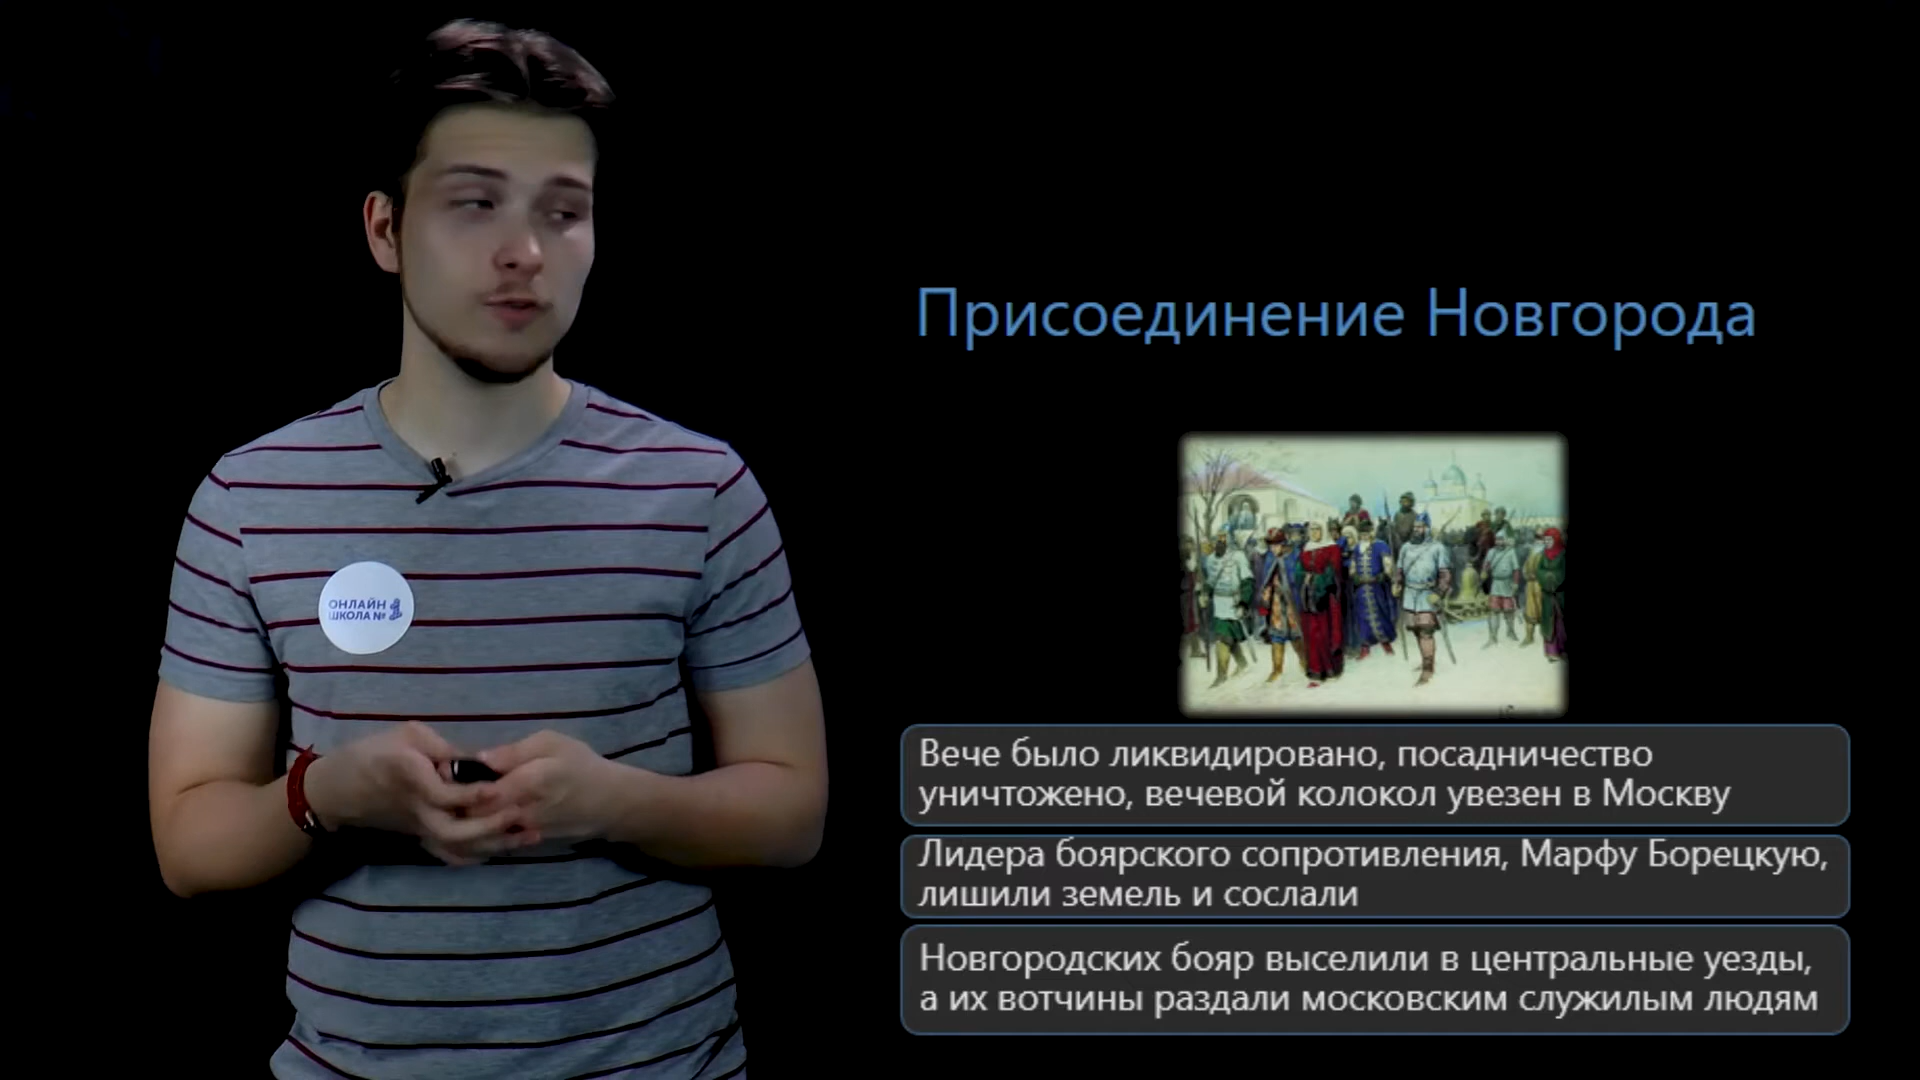 Присоединение Новгорода
ОНЛАЙН
ШКОЛА № 1
Вече было ликвидировано, посадничество
уничтожено, вечевой колокол увезен в Москву
Лидера боярского сопротивления, Марфу Борецкую,
лишили земель и сослали
Новгородских бояр выселили в центральные уезды,
а их вотчины раздали московским служилым людям